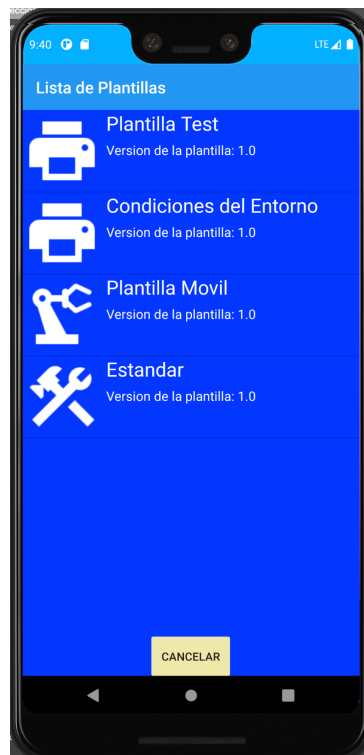 9:40
LTE
Lista de Plantillas
Plantilla Test
Version de la plantilla: 1.0
Condiciones del Entorno
Version de la plantilla: 1.0
Plantilla Movil
Version de la plantilla: 1.0
Estandar
Version de la plantilla: 1.0
CANCELAR